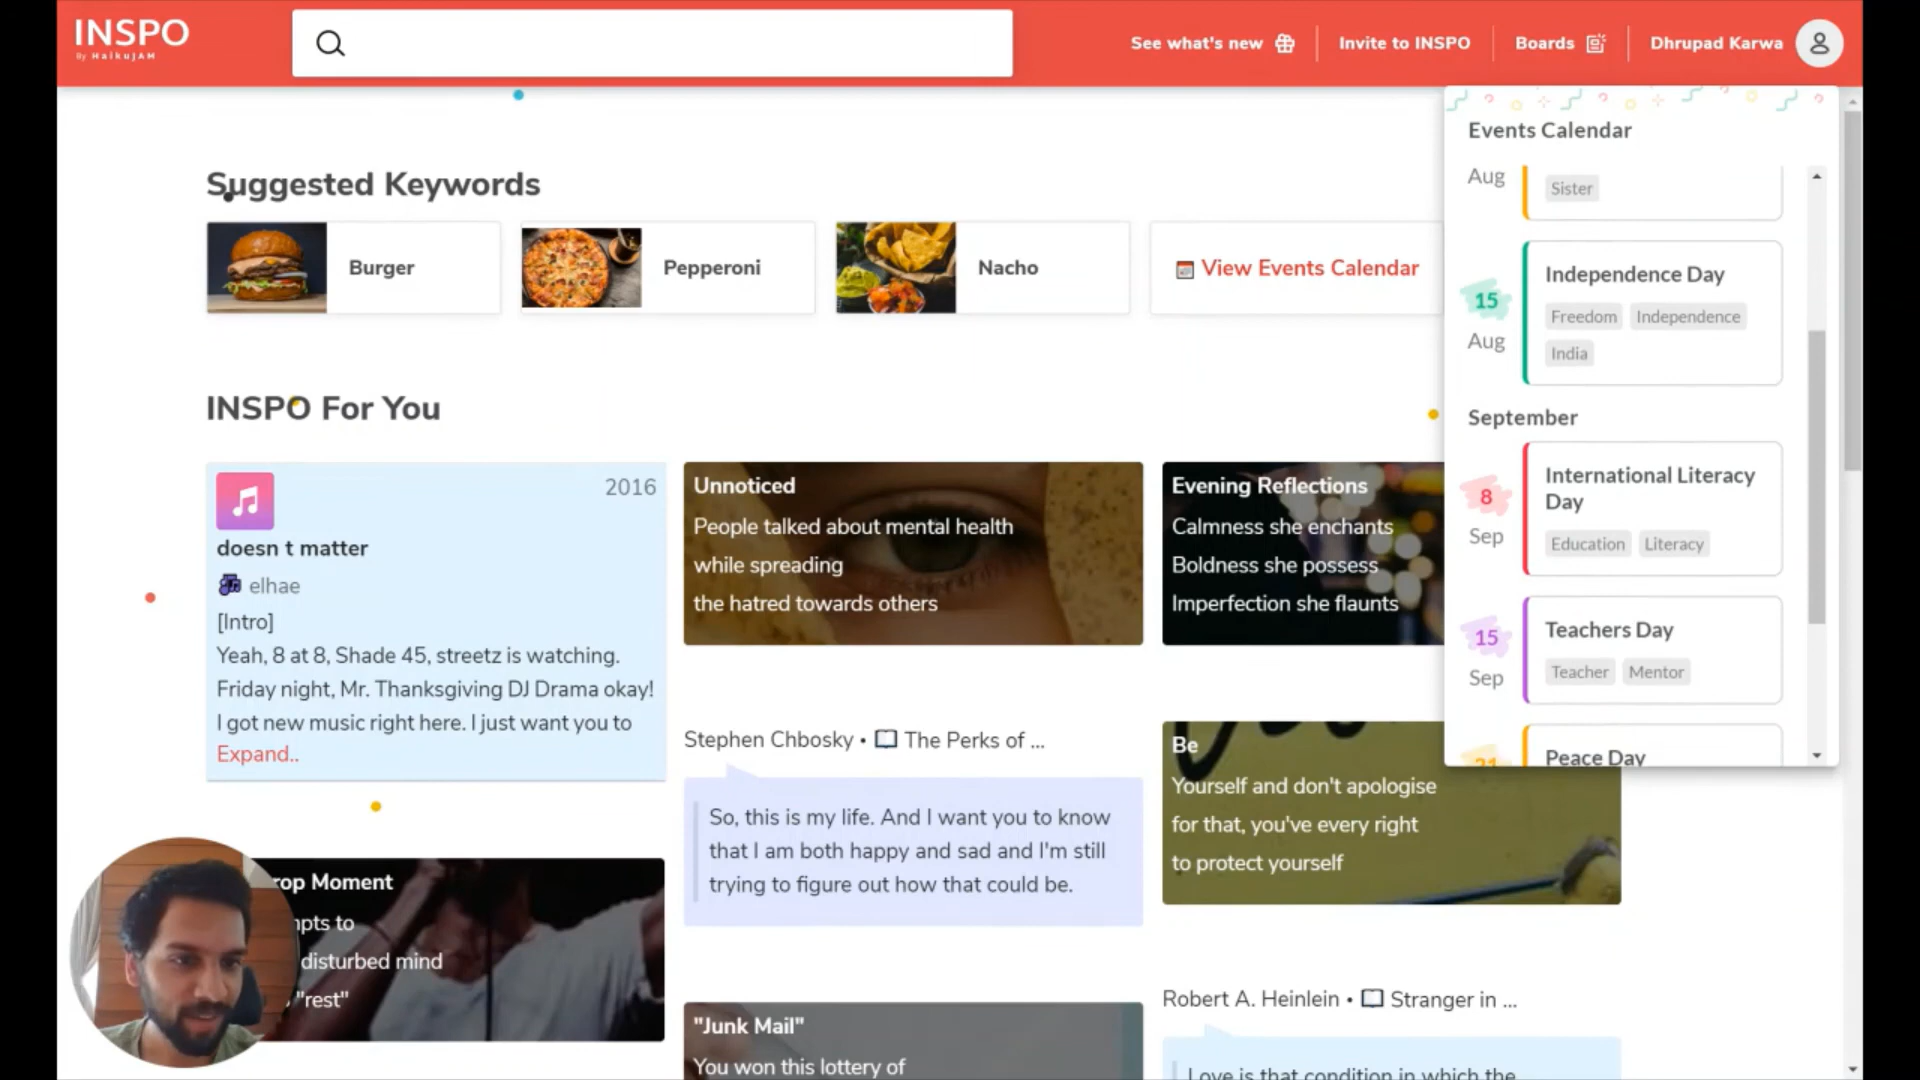 INSPO
By HaikuJAM
See what's new
Invite to INSPO
Boards
Dhrupad Karwa
Suggested Keywords
Burger
Pepperoni
Nacho
View Events Calendar
INSPO For You
2016
doesn t matter
elhae
[Intro]
Yeah, 8 at 8, Shade 45, streetz is watching.
Friday night, Mr. Thanksgiving DJ Drama okay!
I got new music right here. I just want you to
Expand..
rop Moment
npts to
disturbed mind
"rest"
Unnoticed
People talked about mental health
while spreading
the hatred towards others
Stephen Chbosky • The Perks of ...
So, this is my life. And I want you to know
that I am both happy and sad and I'm still
trying to figure out how that could be.
"Junk Mail"
You won this lottery of
Evening Reflections
Calmness she enchants
Boldness she possess
Imperfection she flaunts
Be
Yourself and don't apologise
for that, you've every right
to protect yourself
Robert A. Heinlein • Stranger in ...
Love is that condition in which the
Events Calendar
Aug
Sister
15
Aug
Independence Day
Freedom Independence
India
September
8
Sep
International Literacy
Day
Education Literacy
15
Sep
Teachers Day
Teacher Mentor
21
Peace Day